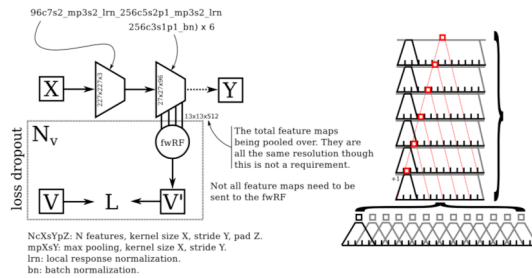 96c7s2_mp3s2_lrn_256c5s2p1_mp3s2_lrn
256c3s1p1_bn) x 6
X
227x227x3
27x27x96
Y
13x13x512
fwRF
The total feature maps
being pooled over. They are
all the same resolution though
this is not a requirement.
Not all feature maps need to be
sent to the fwRF
loss dropout
Nv
V
L
V'
+1
NcXsYpZ: N features, kernel size X, stride Y, pad Z.
mpXsY: max pooling, kernel size X, stride Y.
lrn: local response normalization.
bn: batch normalization.